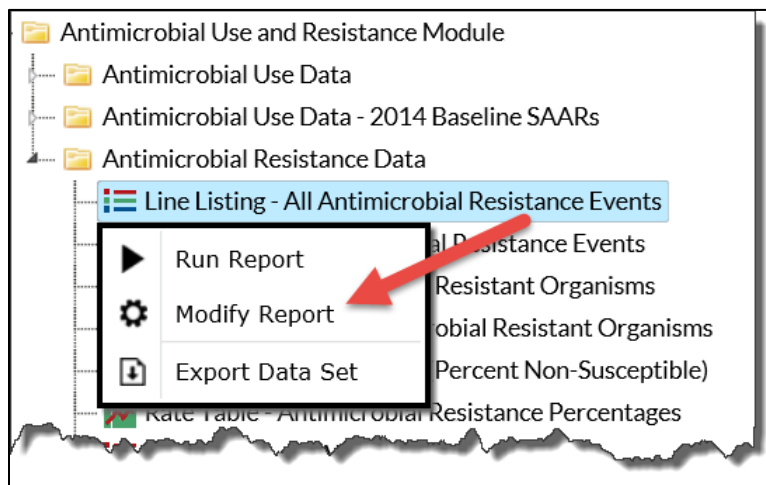 Antimicrobial Use and Resistance Module
Antimicrobial Use Data
Antimicrobial Use Data - 2014 Baseline SAARs
Antimicrobial Resistance Data
Line Listing - All Antimicrobial Resistance Events
Run Report
al Resistance Events
Resistant Organisms
Modify Report
obial Resistant Organisms
Export Data Set
Percent Non-Susceptible)
Rate Table - Antimicrobial Resistance Percentages